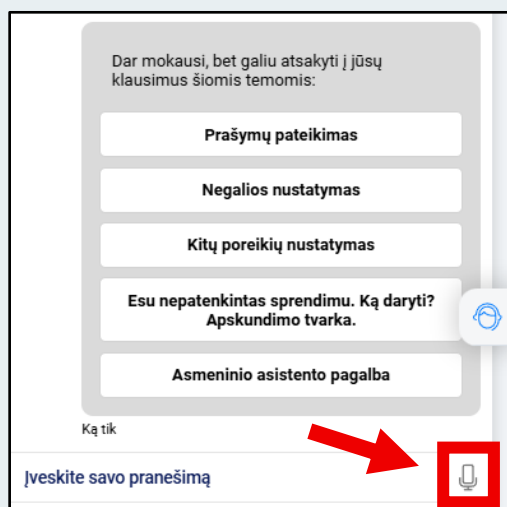 Dar mokausi, bet galiu atsakyti į jūsų
klausimus šiomis temomis:
Prašymų pateikimas
Negalios nustatymas
Kitų poreikių nustatymas
Esu nepatenkintas sprendimu. Ką daryti?
Apskundimo tvarka.
Asmeninio asistento pagalba
Ką tik
Įveskite savo pranešimą